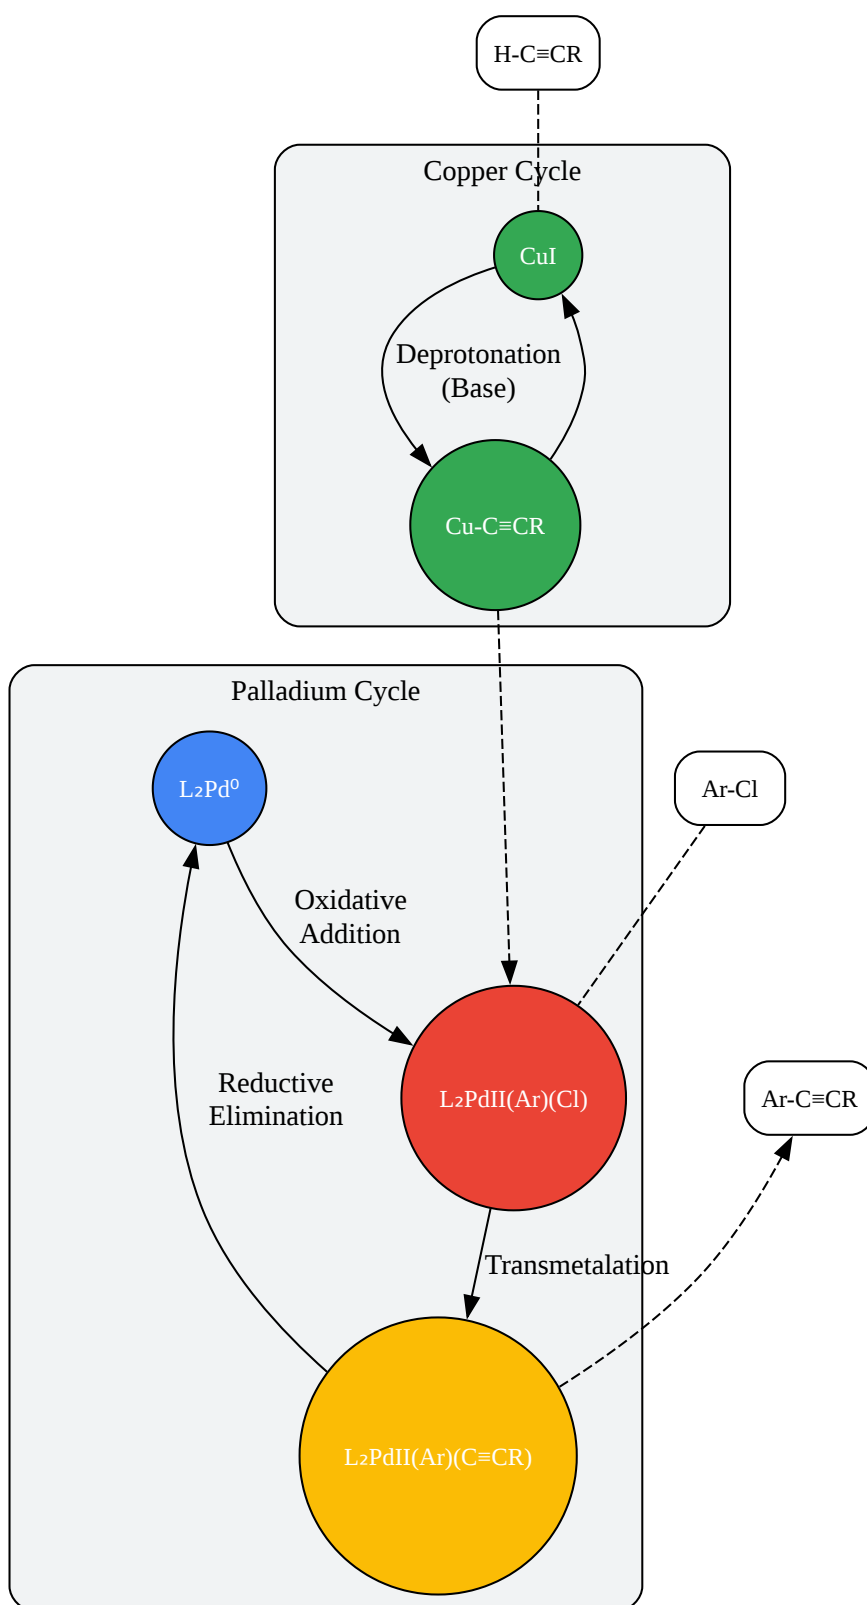 H-C≡CR
Copper Cycle
CuI
Deprotonation
(Base)
Cu-C≡CR
Palladium Cycle
L₂Pd⁰
Ar-Cl
Oxidative
Addition
Reductive
Elimination
L₂PdII(Ar)(Cl)
Ar-C≡CR
Transmetalation
L₂PdII(Ar)(C≡CR)